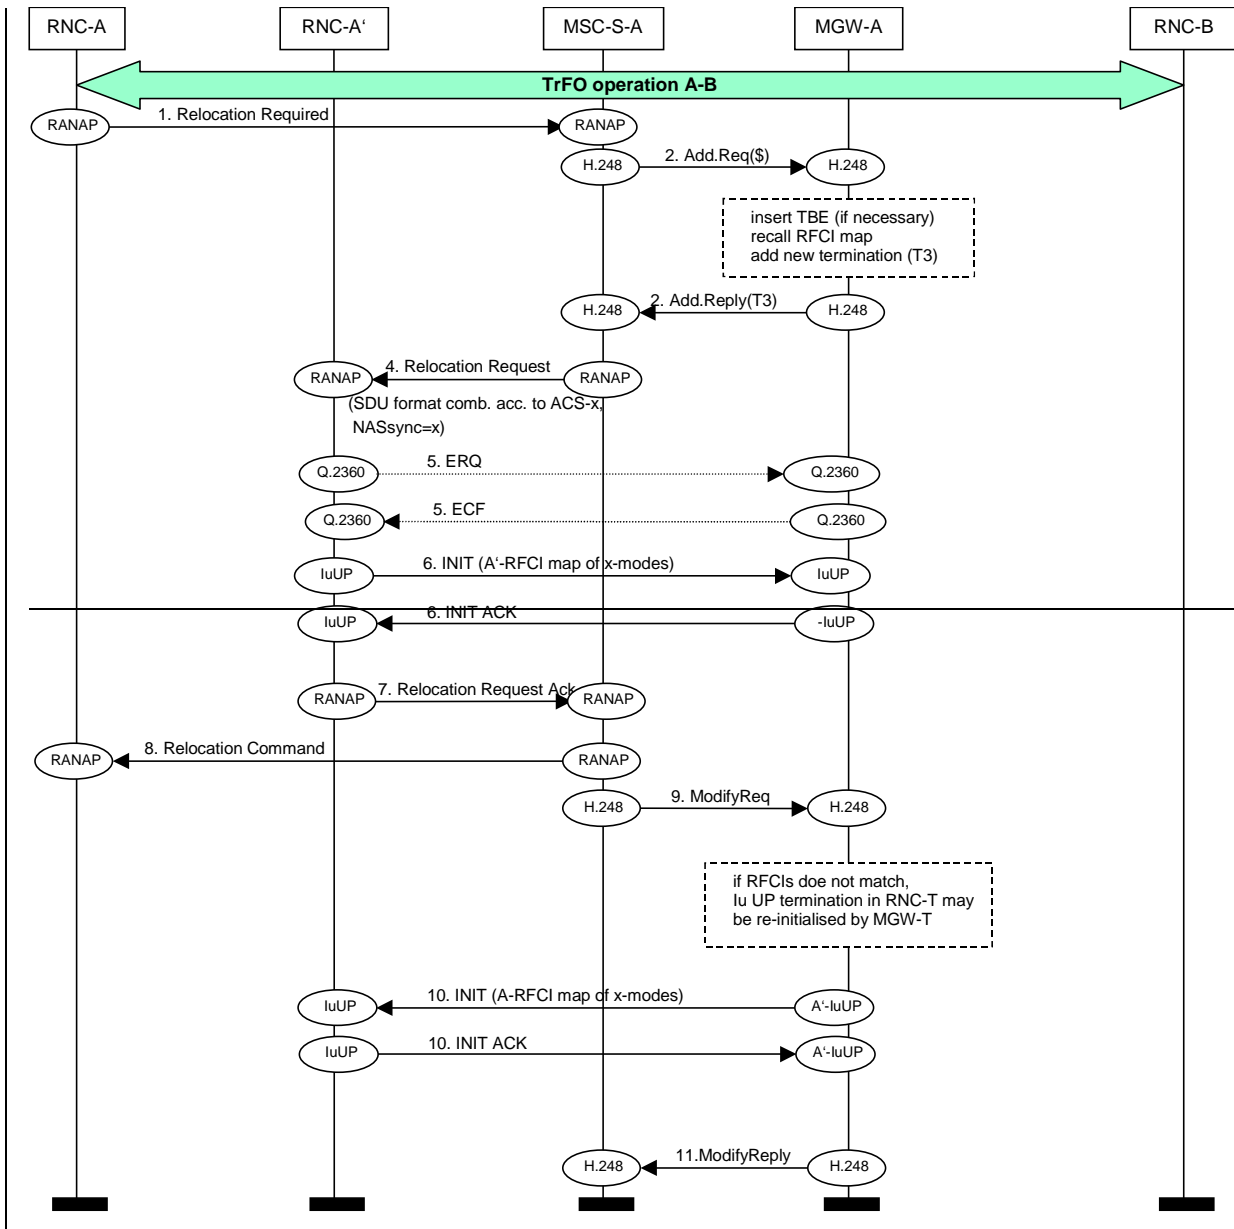 RNC-A
RNC-A‘
MSC-S-A
MGW-A
RNC-B
TrFO operation A-B
RANAP
1. Relocation Required
RANAP
H.248
2. Add.Req($)
H.248
insert TBE (if necessary)
recall RFCI map
add new termination (T3)
H.248
2. Add.Reply(T3)
H.248
RANAP
4. Relocation Request
RANAP
(SDU format comb. acc. to ACS-x,
NASsync=x)
Q.2360
5. ERQ
Q.2360
Q.2360
5. ECF
Q.2360
IuUP
6. INIT (A‘-RFCI map of x-modes)
IuUP
IuUP
6. INIT ACK
-IuUP
RANAP
7. Relocation Request Ack
RANAP
RANAP
8. Relocation Command
RANAP
H.248
9. ModifyReq
H.248
if RFCIs doe not match,
Iu UP termination in RNC-T may
be re-initialised by MGW-T
IuUP
10. INIT (A-RFCI map of x-modes)
A‘-IuUP
IuUP
10. INIT ACK
A‘-IuUP
H.248
11.ModifyReply
H.248